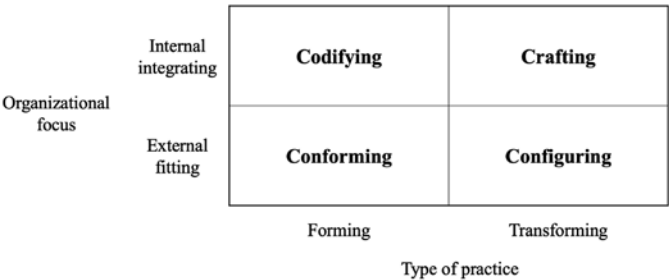 Internal
integrating
Codifying
Crafting
Organizational
focus
External
fitting
Conforming
Configuring
Forming
Transforming
Type of practice